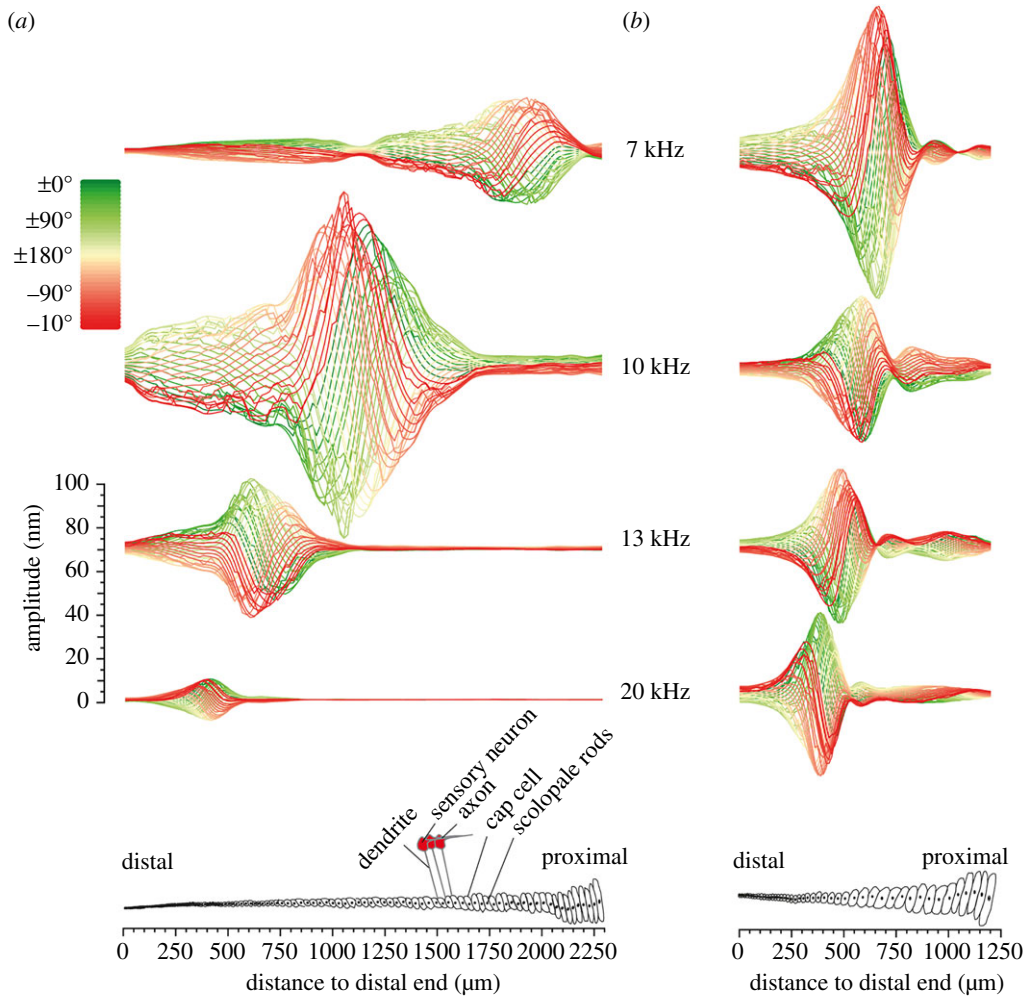 (a)
(b)
7 kHz
±0°
±90°
±180°
–90°
–10°
10 kHz
amplitude (nm)
100
80
60
40
20
0
13 kHz
20 kHz
dendrite
sensory neuron
axon
cap cell
scolopale rods
distal
proximal
distal
proximal
0 250 500 750 1000 1250 1500 1750 2000 2250
distance to distal end (µm)
0 250 500 750 1000 1250
distance to distal end (µm)